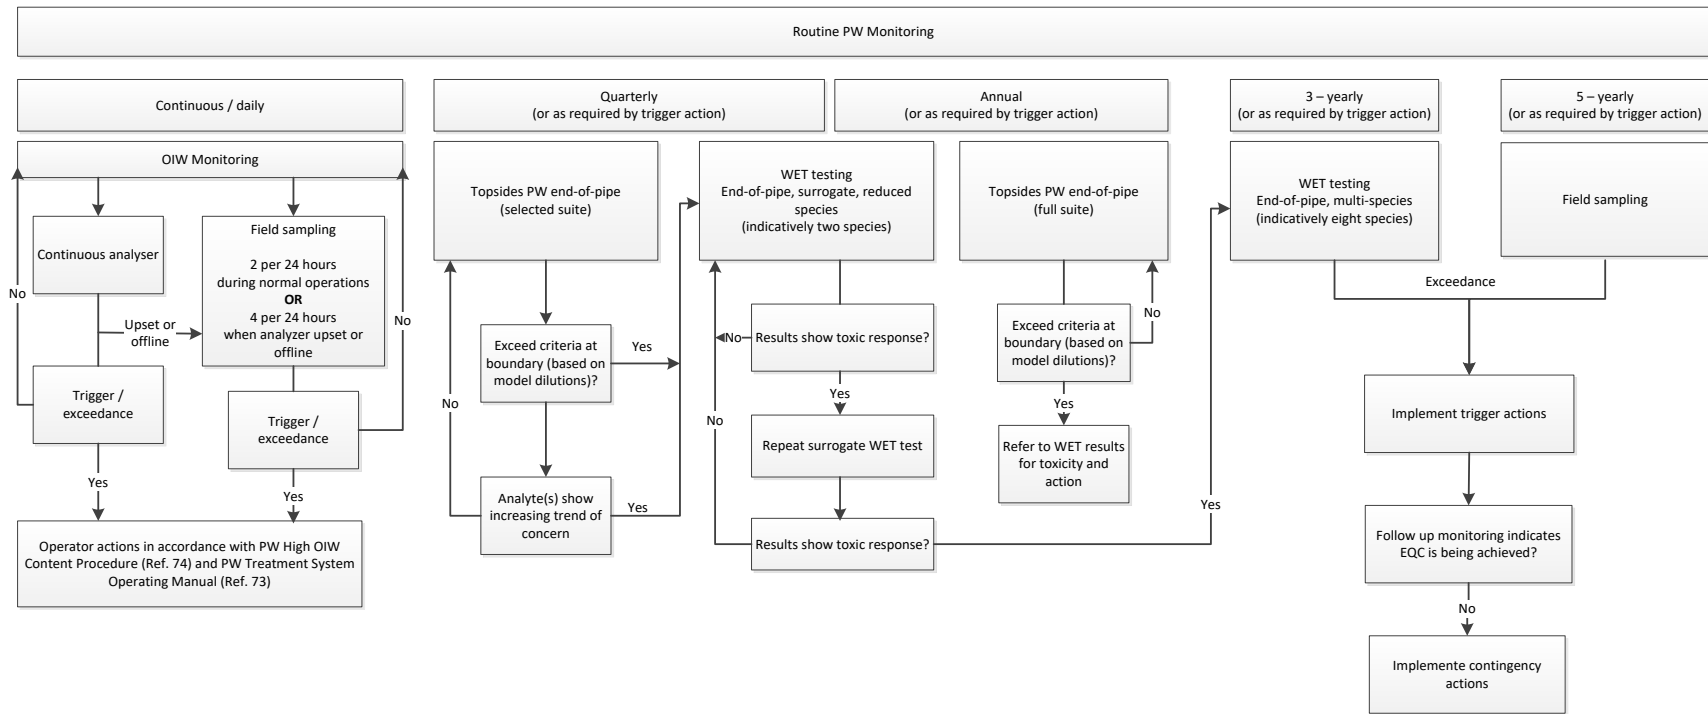 Routine PW Monitoring
Continuous / daily
Quarterly
(or as required by trigger action)
Annual
(or as required by trigger action)
3 – yearly
(or as required by trigger action)
5 – yearly
(or as required by trigger action)
OIW Monitoring
Continuous analyser
Field sampling
2 per 24 hours
during normal operations
OR
4 per 24 hours
when analyzer upset or
offline
No
Upset or
offline
No
Trigger /
exceedance
Trigger /
exceedance
Yes
Yes
Operator actions in accordance with PW High OIW
Content Procedure (Ref. 74) and PW Treatment System
Operating Manual (Ref. 73)
Topsides PW end-of-pipe
(selected suite)
Exceed criteria at
boundary (based on
model dilutions)?
Yes
No
Analyte(s) show
increasing trend of
concern
Yes
WET testing
End-of-pipe, surrogate, reduced
species
(indicatively two species)
Results show toxic response?
No
Yes
No
Repeat surrogate WET test
Results show toxic response?
Yes
Topsides PW end-of-pipe
(full suite)
Exceed criteria at
boundary (based on
model dilutions)?
No
Yes
Refer to WET results
for toxicity and
action
WET testing
End-of-pipe, multi-species
(indicatively eight species)
Field sampling
Exceedance
Implement trigger actions
Follow up monitoring indicates
EQC is being achieved?
No
Implemente contingency
actions